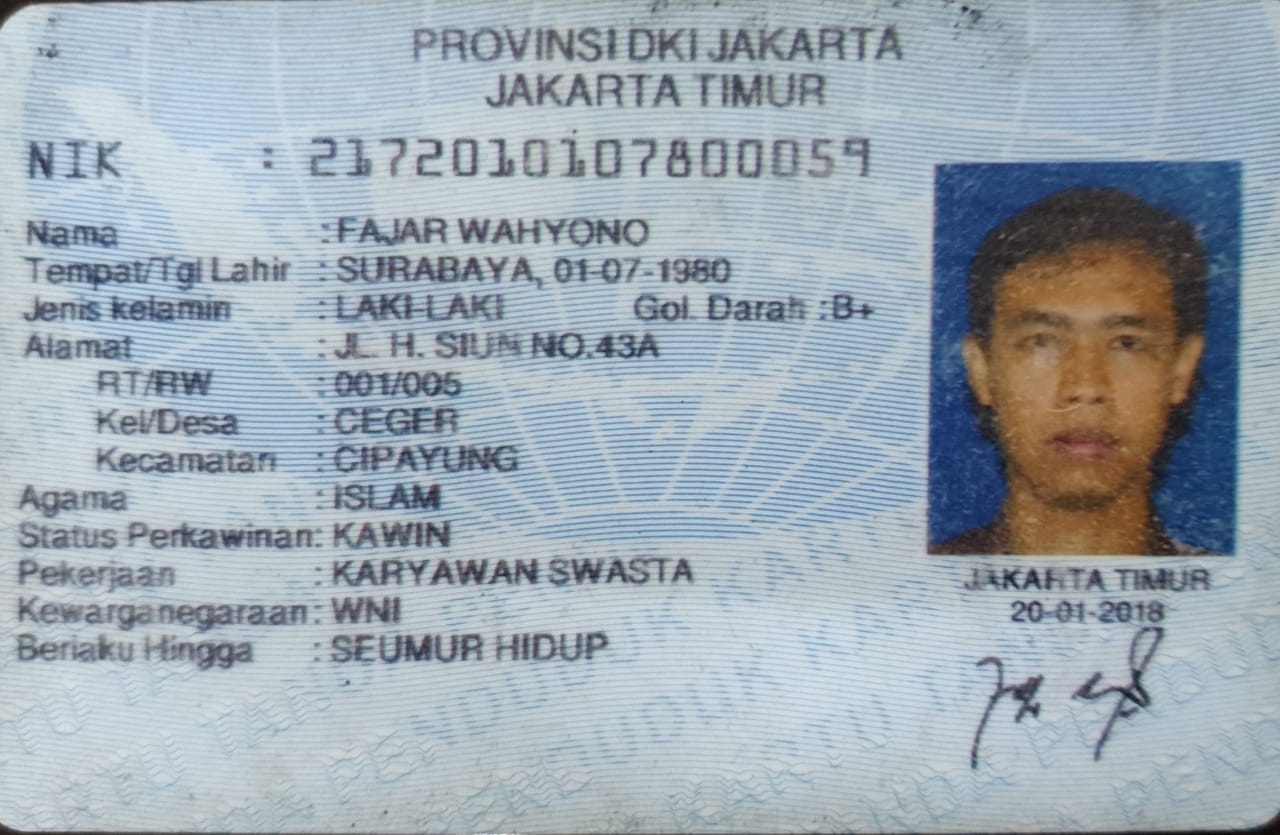 PROVINSI DKI JAKARTA
JAKARTA TIMUR
NIK : 2172010107800059
Nama : FAJAR WAHYONO
Tempat/Tgl Lahir : SURABAYA, 01-07-1980
Jenis kelamin : LAKI-LAKI Gol. Darah : B+
Alamat : JL. H. SIUN NO.43A
RT/RW : 001/005
Kel/Desa : CEGER
Kecamatan : CIPAYUNG
Agama : ISLAM
Status Perkawinan : KAWIN
Pekerjaan : KARYAWAN SWASTA
Kewarganegaraan : WNI
Berlaku Hingga : SEUMUR HIDUP
JAKARTA TIMUR
20-01-2018